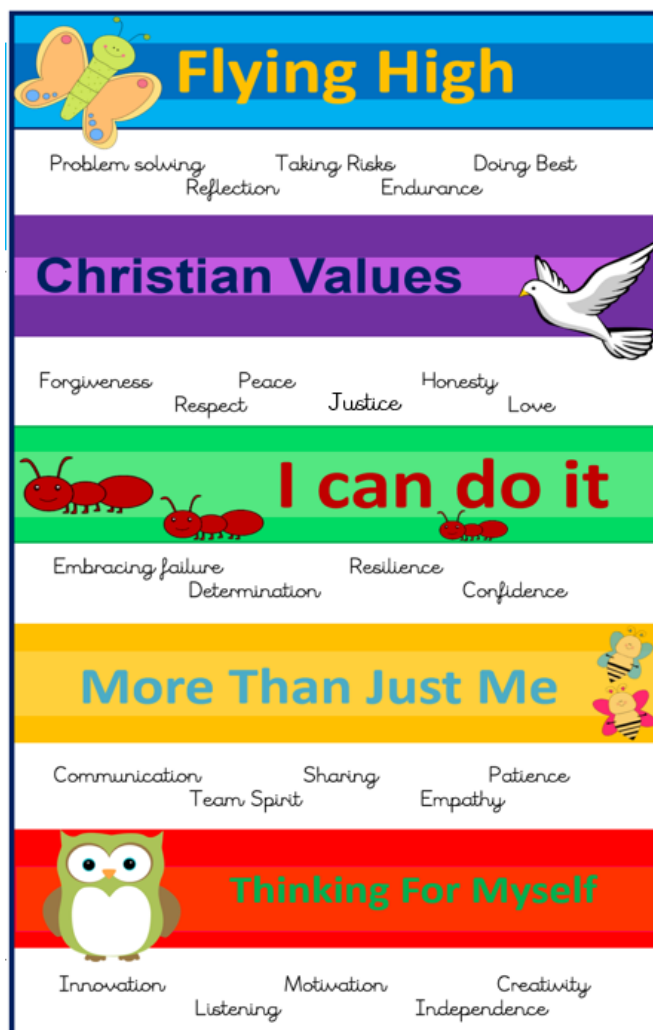 Flying High
Problem solving Taking Risks Doing Best
Reflection Endurance
Christian Values
Forgiveness Peace Honesty
Respect Justice Love
I can do it
Embracing failure Resilience
Determination Confidence
More Than Just Me
Communication Sharing Patience
Team Spirit Empathy
Thinking For Myself
Innovation Motivation Creativity
Listening Independence